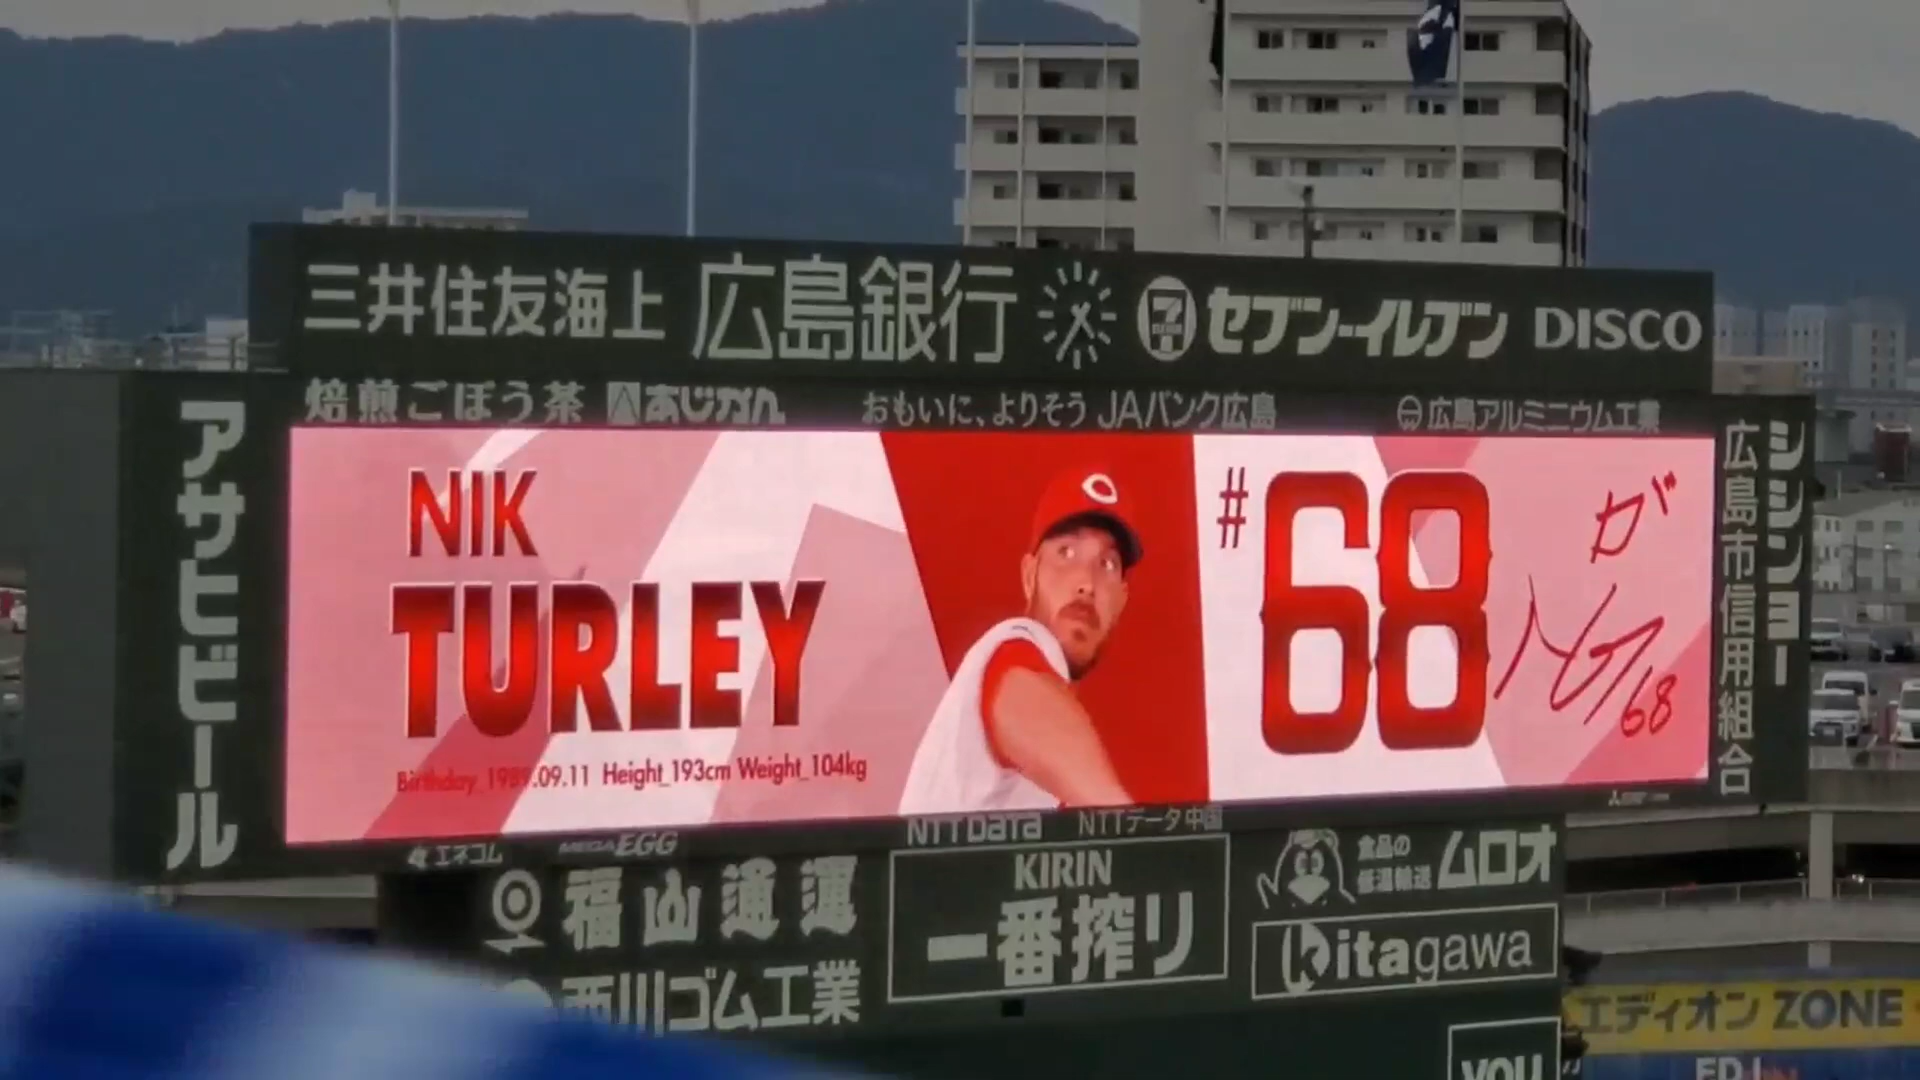 三井住友海上 広島銀行 セブン-イレブン DISCO
焙煎ごぼう茶 あじかん おもいに、よりそう JAバンク広島 広島アルミニウム工業
アサヒビール
NIK
TURLEY
Birthday_1989.09.11 Height_193cm Weight_104kg
#68
ガ
68
シシンヨー
広島市信用組合
エネコム MEGA EGG NTT DATA NTTデータ中国
福山通運
西川ゴム工業
KIRIN
一番搾り
食品の
低温輸送
ムロオ
kitagawa
エディオン ZONE
YOU